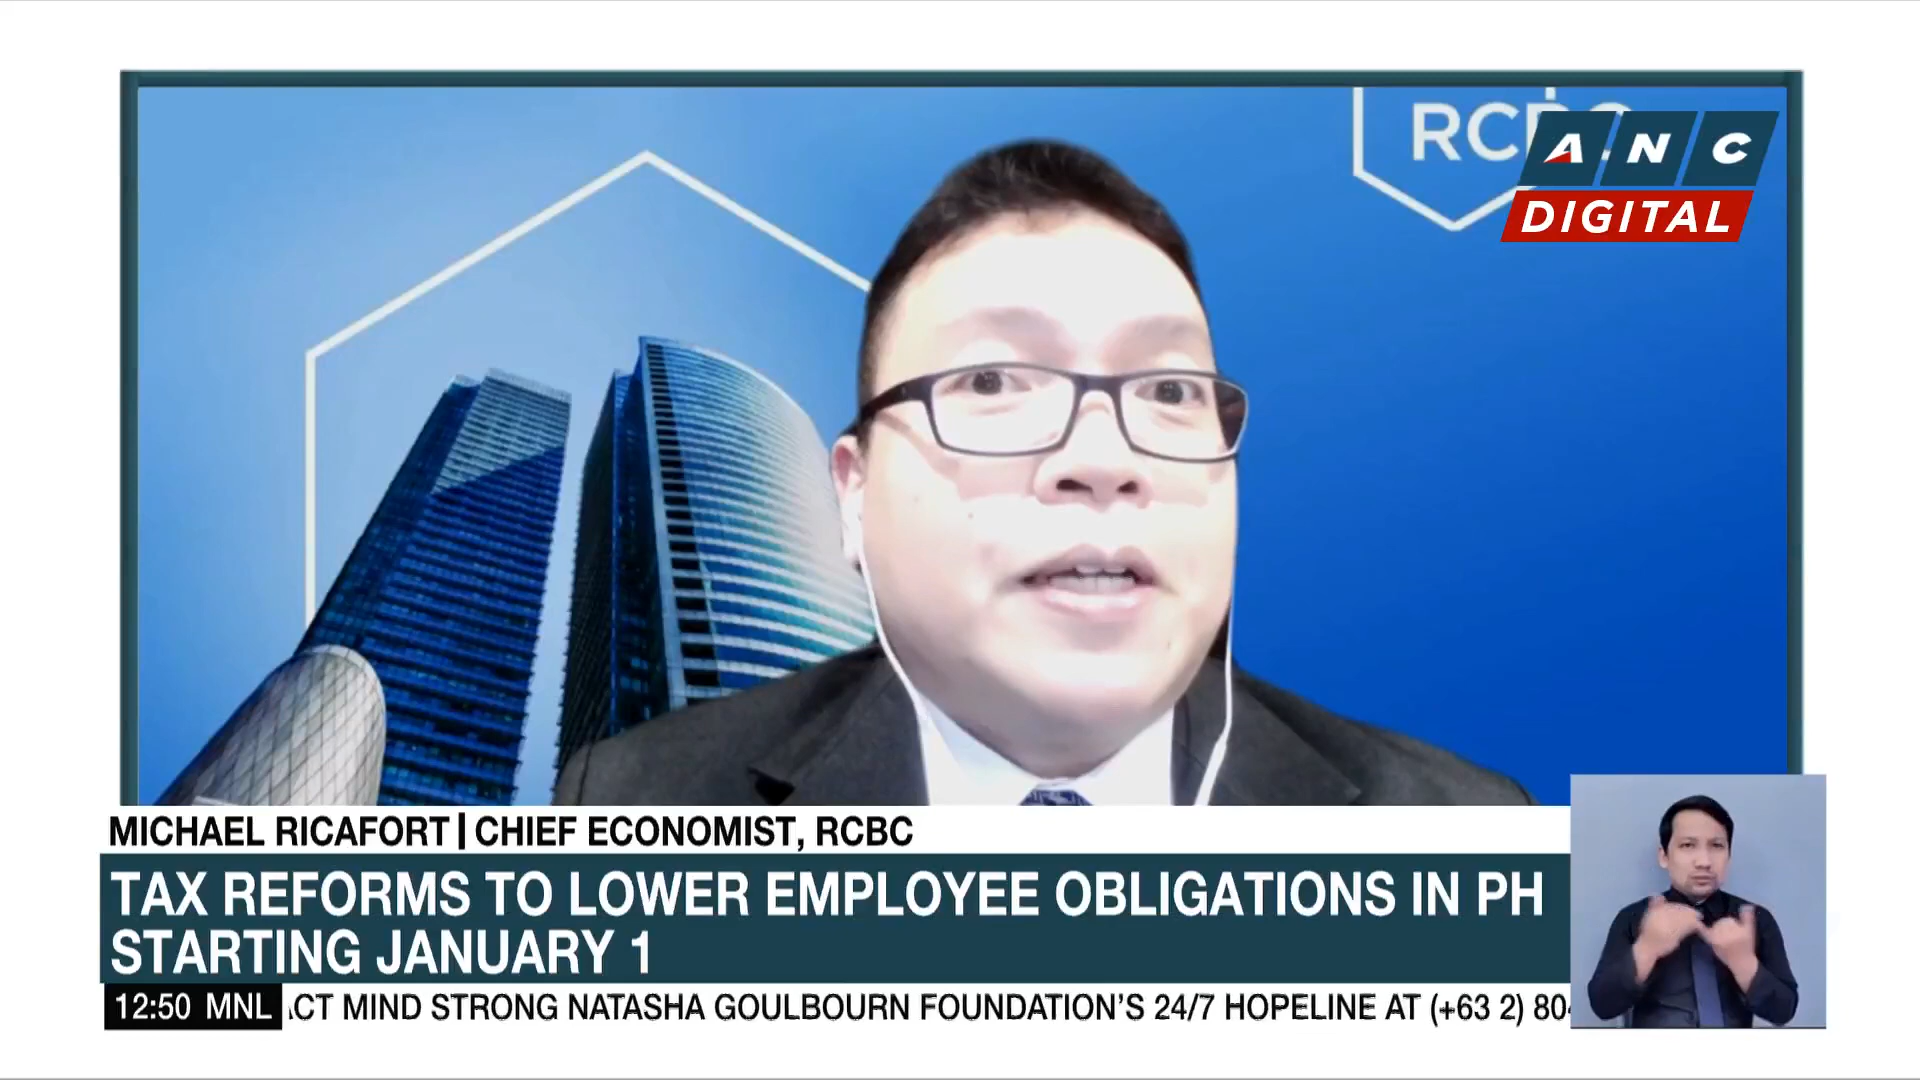 RC
ANC
DIGITAL
MICHAEL RICAFORT | CHIEF ECONOMIST, RCBC
TAX REFORMS TO LOWER EMPLOYEE OBLIGATIONS IN PH
STARTING JANUARY 1
12:50 MNL
CT MIND STRONG NATASHA GOULBOURN FOUNDATION'S 24/7 HOPELINE AT (+63 2) 80